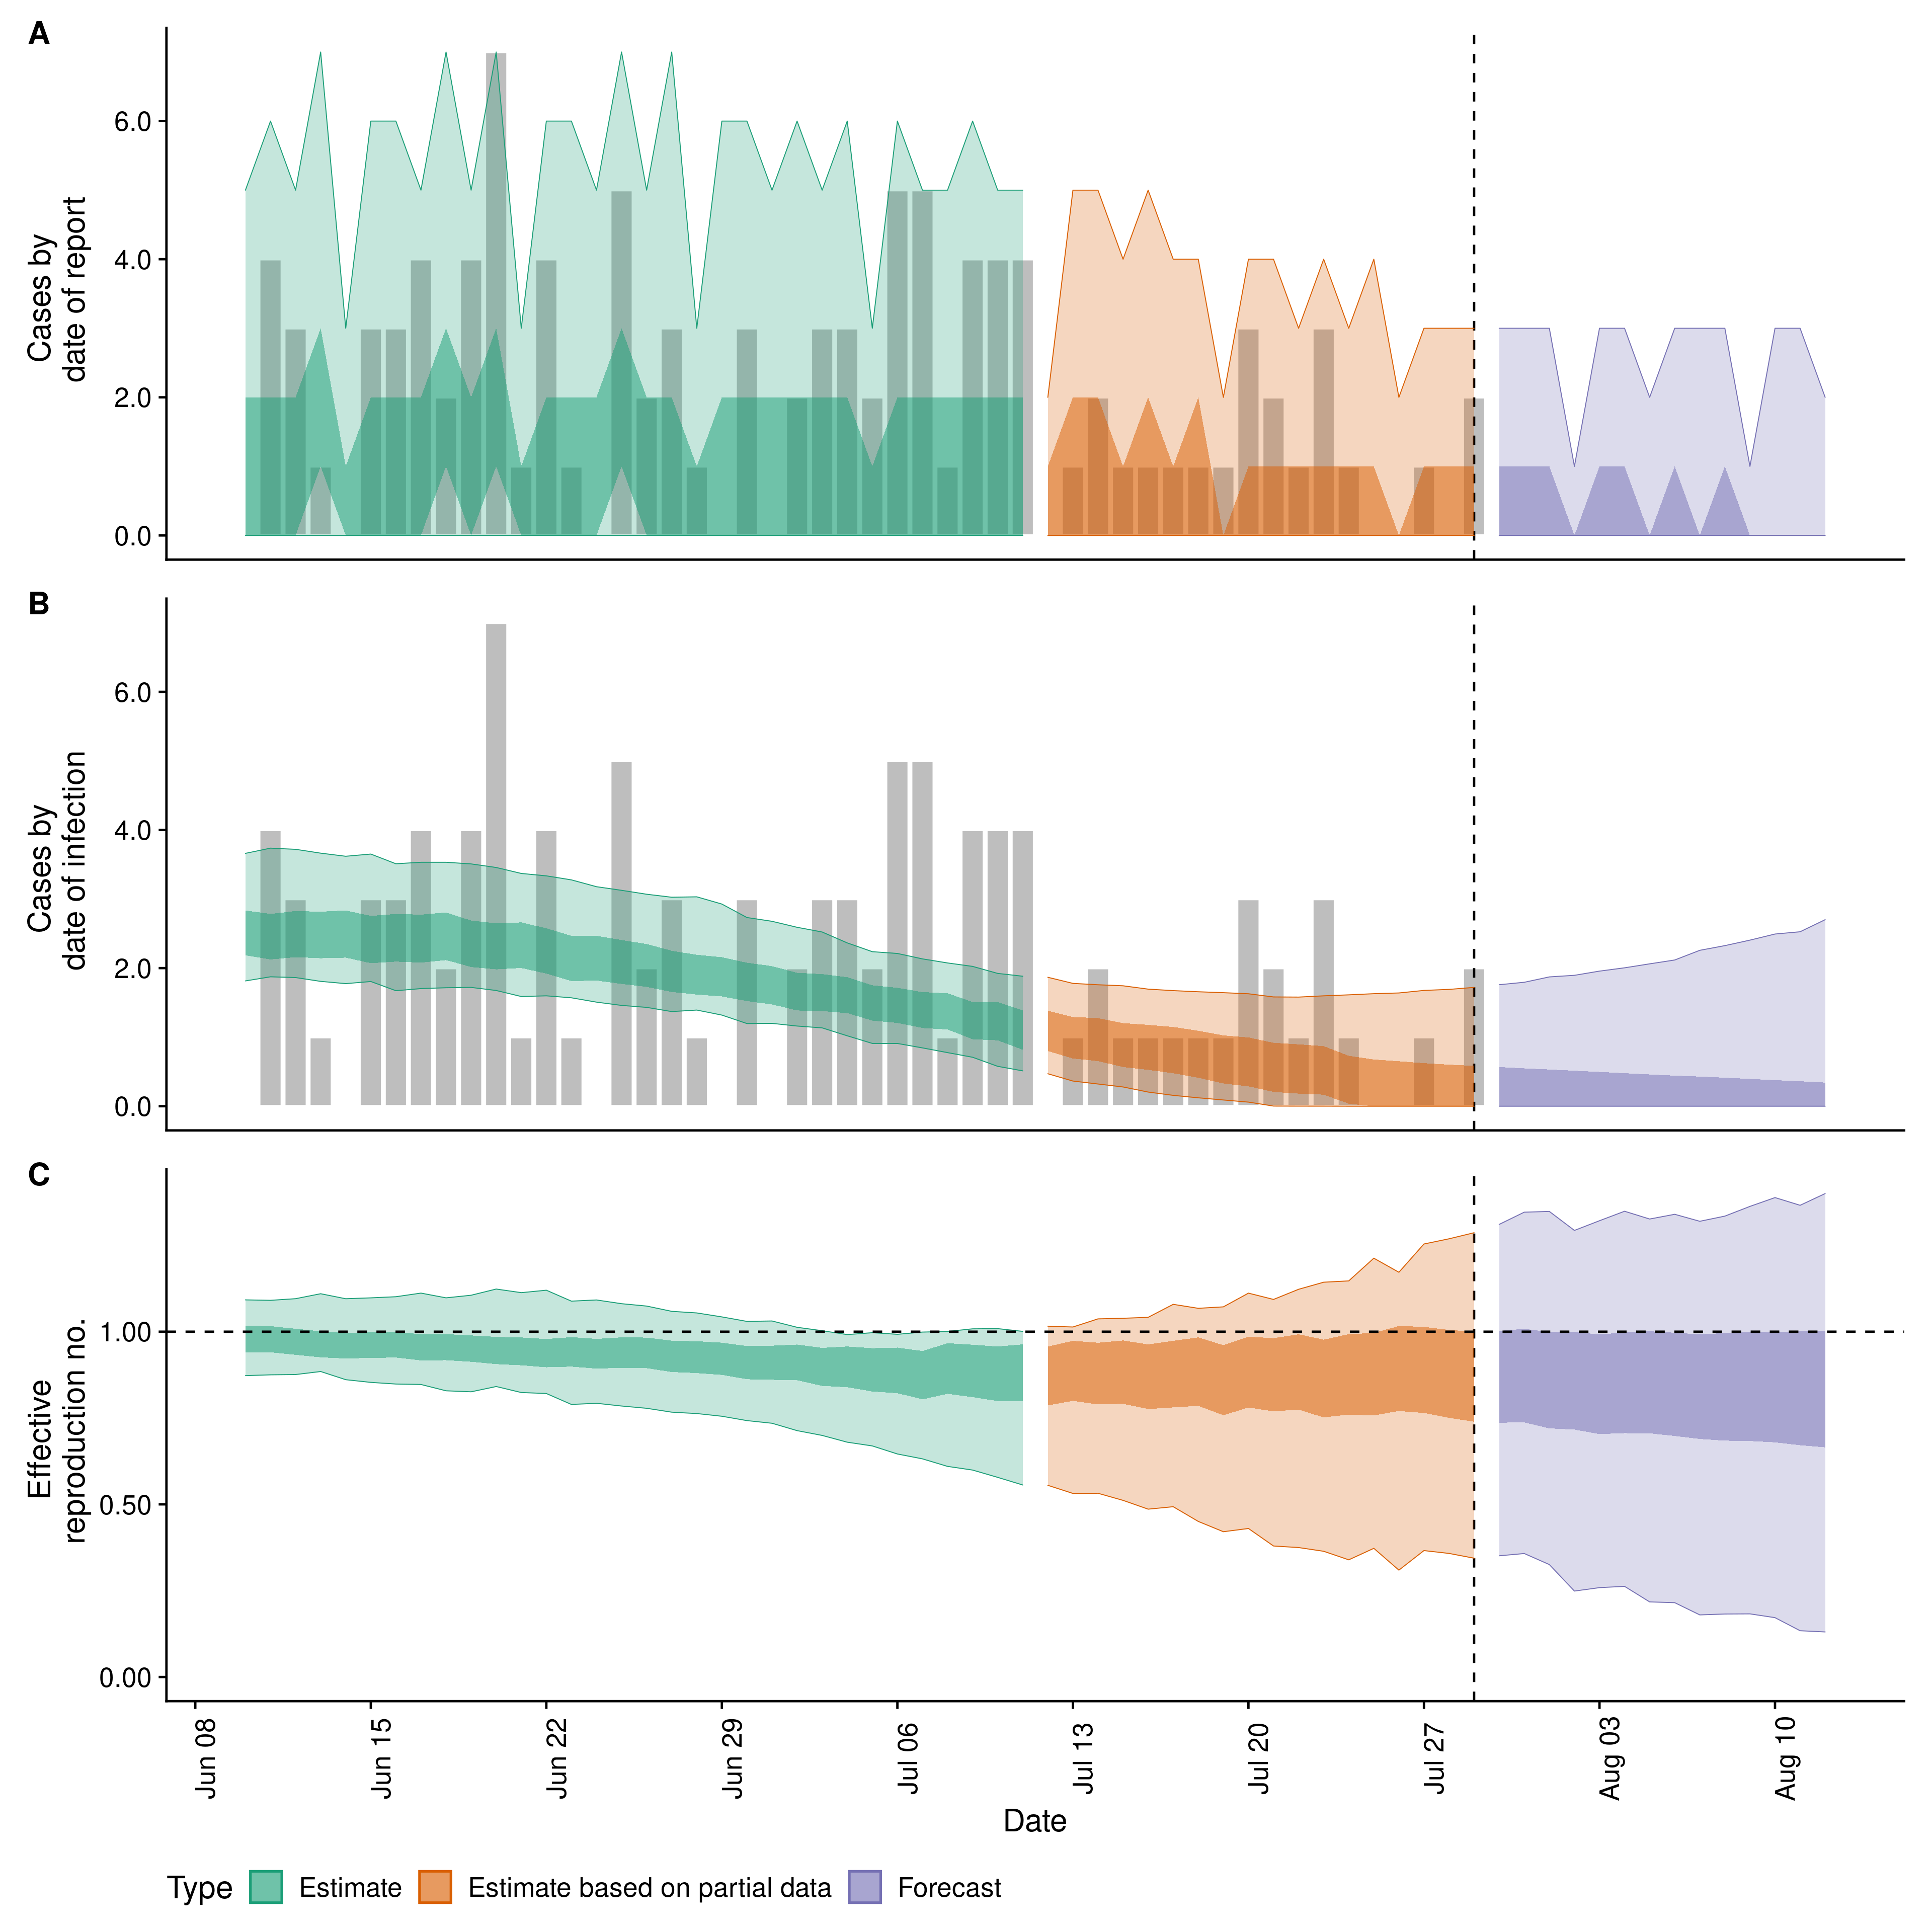 A
Cases by
date of report
6.0
4.0
2.0
0.0
B
Cases by
date of infection
6.0
4.0
2.0
0.0
C
Effective
reproduction no.
1.00
0.50
0.00
Jun 08
Jun 15
Jun 22
Jun 29
Jul 06
Jul 13
Jul 20
Jul 27
Aug 03
Aug 10
Date
Type Estimate Estimate based on partial data Forecast